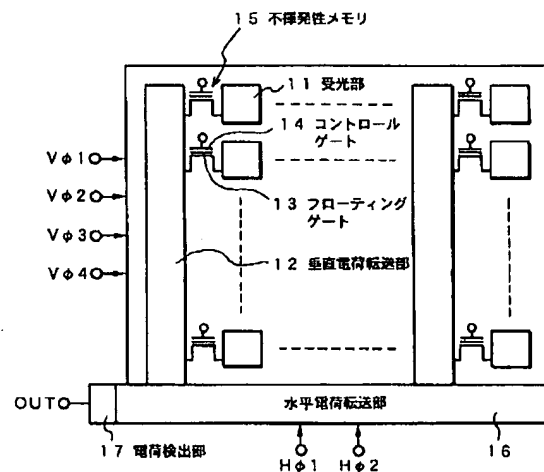 15 不揮発性メモリ
11 受光部
14 コントロール
ゲート
Vφ1
13 フローティング
ゲート
Vφ2
Vφ3
12 垂直電荷転送部
Vφ4
OUT
水平電荷転送部
17 電荷検出部
Hφ1
Hφ2
16